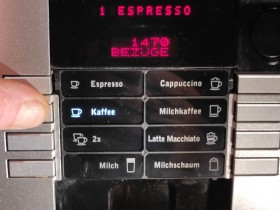 1 ESPRESSO
1470
BEZÜGE
Espresso
Cappuccino
Kaffee
Milchkaffee
2x
Latte Macchiato
Milch
Milchschaum